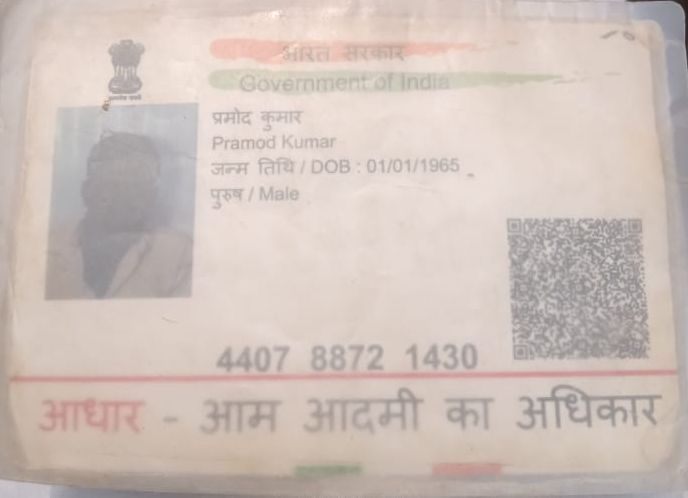 भारत सरकार
Government of India
प्रमोद कुमार
Pramod Kumar
जन्म तिथि / DOB : 01/01/1965
पुरुष / Male
4407 8872 1430
आधार - आम आदमी का अधिकार